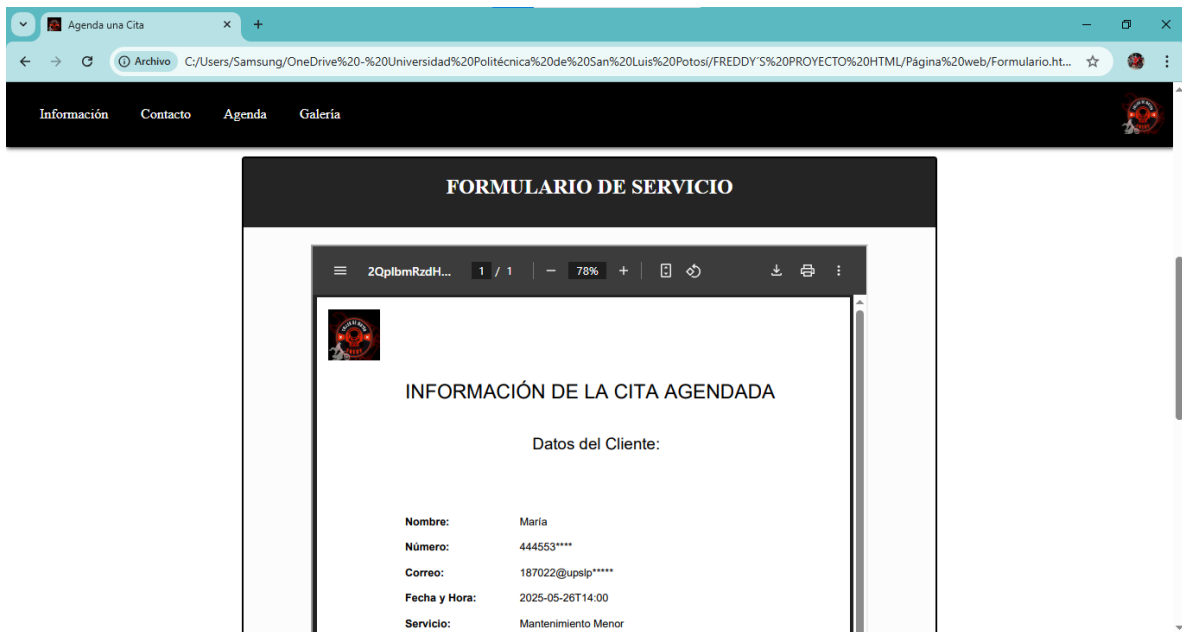 Agenda una Cita
Archivo C:/Users/Samsung/OneDrive%20-%20Universidad%20Politécnica%20de%20San%20Luis%20Potosí/FREDDY´S%20PROYECTO%20HTML/Página%20web/Formulario.ht...
Información Contacto Agenda Galería
FORMULARIO DE SERVICIO
2QplbmRzdH... 1 / 1 78%
INFORMACIÓN DE LA CITA AGENDADA
Datos del Cliente:
Nombre: María
Número: 444553****
Correo: 187022@upslp*****
Fecha y Hora: 2025-05-26T14:00
Servicio: Mantenimiento Menor